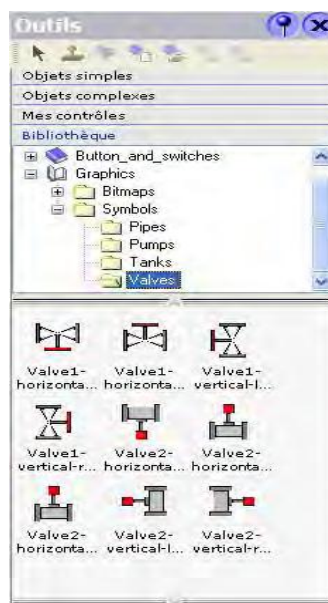 Outils
Objets simples
Objets complexes
Mes contrôles
Bibliothèque
Button_and_switches
Graphics
Bitmaps
Symbols
Pipes
Pumps
Tanks
Valves
Valve1- Valve1- Valve1-
horizonta... horizonta... vertical-l...
Valve1- Valve2- Valve2-
vertical-r... horizonta... horizonta...
Valve2- Valve2- Valve2-
horizonta... vertical-l... vertical-r...